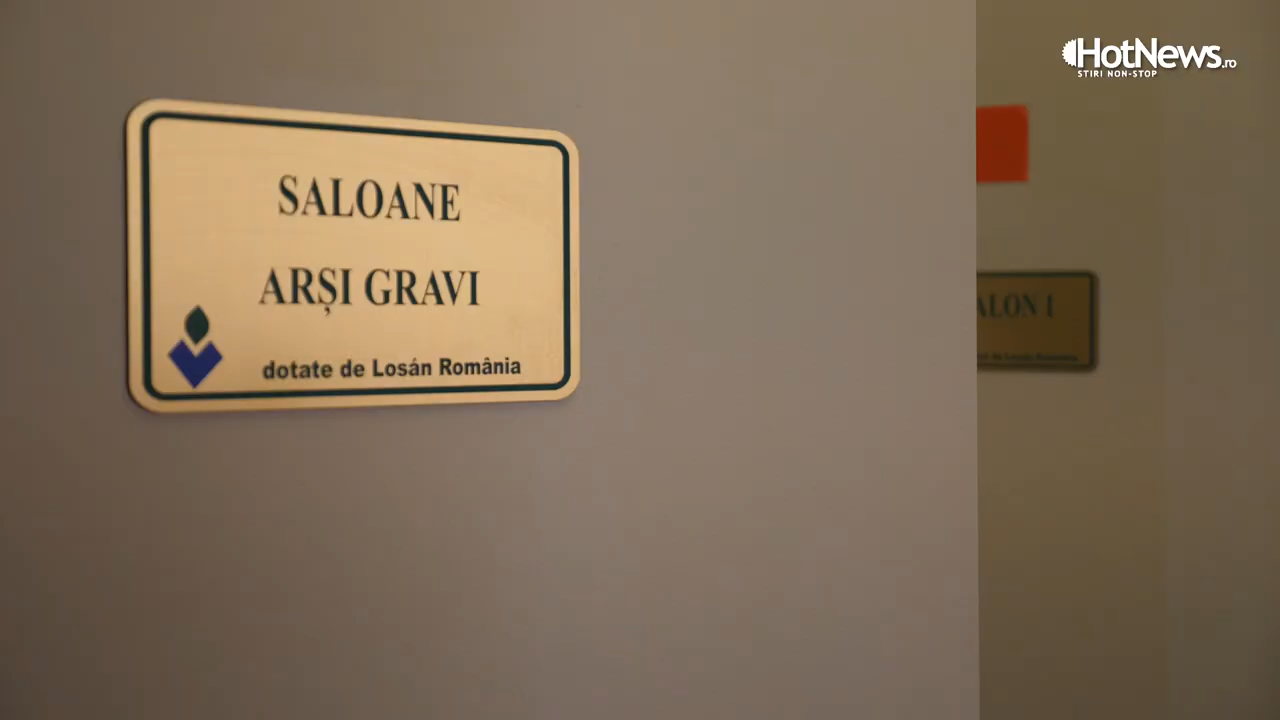 HotNews.ro
STIRI NON-STOP
SALOANE
ARȘI GRAVI
dotate de Losán România
ALON 1